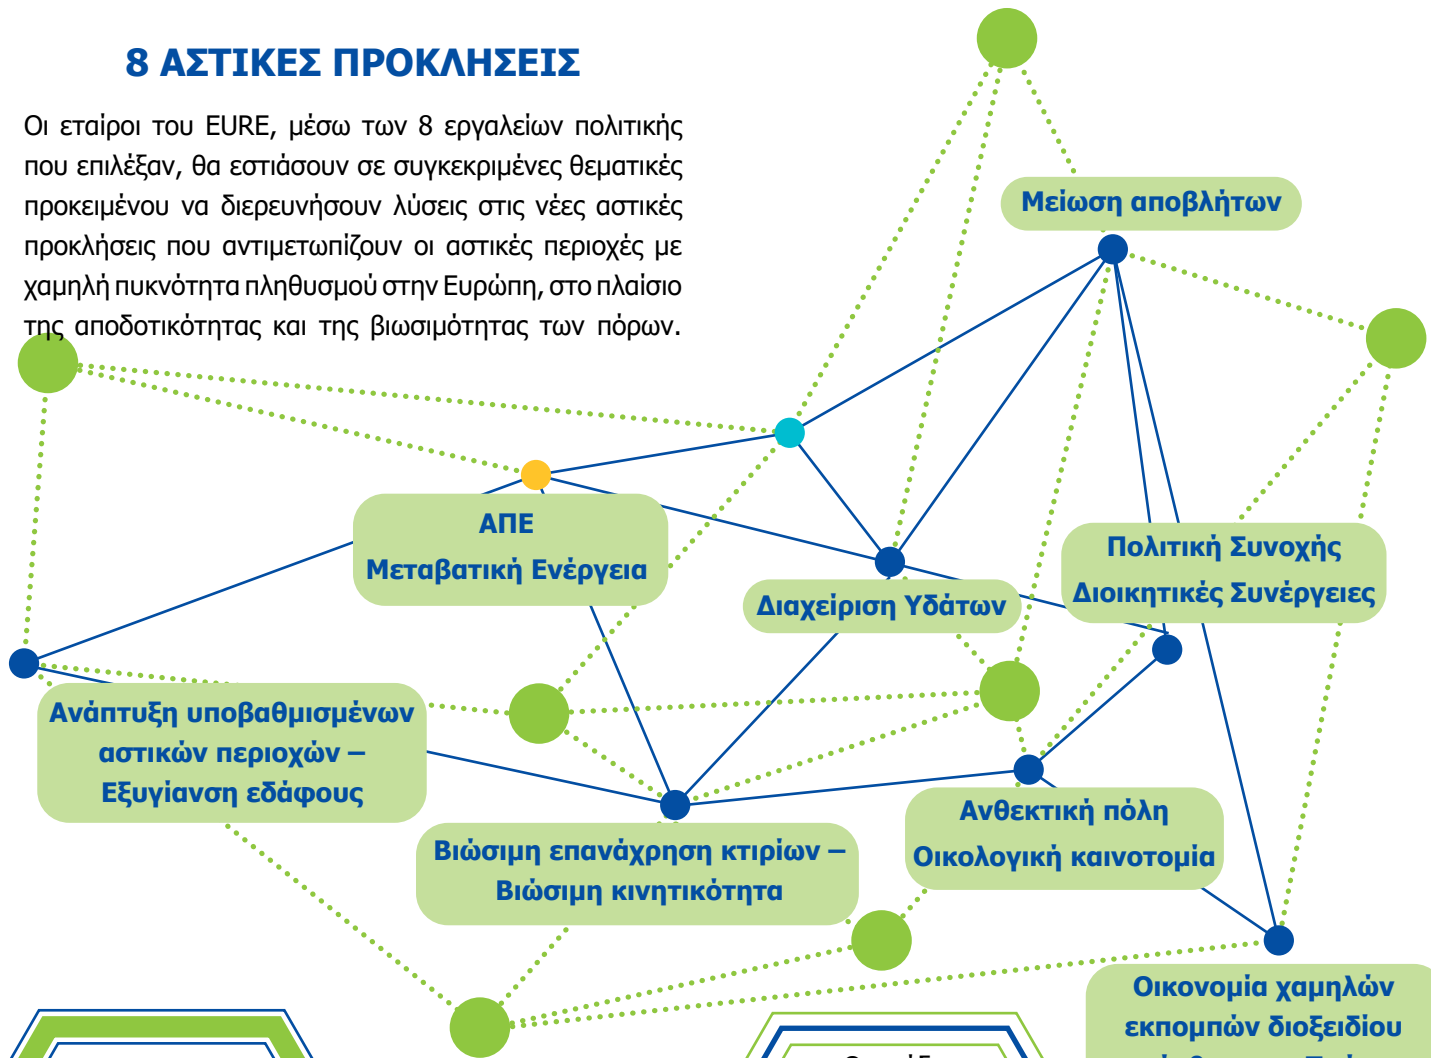 8 ΑΣΤΙΚΕΣ ΠΡΟΚΛΗΣΕΙΣ
Οι εταίροι του EURE, μέσω των 8 εργαλείων πολιτικής
που επιλέξαν, θα εστιάσουν σε συγκεκριμένες θεματικές
προκειμένου να διερευνήσουν λύσεις στις νέες αστικές
προκλήσεις που αντιμετωπίζουν οι αστικές περιοχές με
χαμηλή πυκνότητα πληθυσμού στην Ευρώπη, στο πλαίσιο
της αποδοτικότητας και της βιωσιμότητας των πόρων.
Μείωση αποβλήτων
ΑΠΕ
Μεταβατική Ενέργεια
Διαχείριση Υδάτων
Πολιτική Συνοχής
Διοικητικές Συνέργειες
Ανάπτυξη υποβαθμισμένων
αστικών περιοχών –
Εξυγίανση εδάφους
Βιώσιμη επανάχρηση κτιρίων –
Βιώσιμη κινητικότητα
Ανθεκτική πόλη
Οικολογική καινοτομία
Οικονομία χαμηλών
εκπομπών διοξειδίου